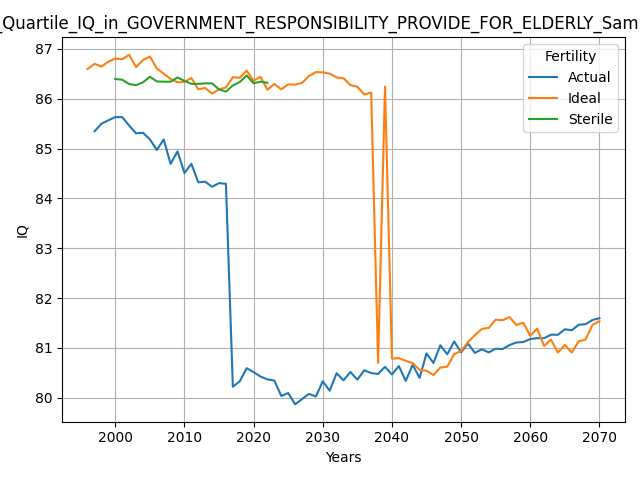 _Quartile_IQ_in_GOVERNMENT_RESPONSIBILITY_PROVIDE_FOR_ELDERLY_Sam
Fertility
Actual
Ideal
Sterile
IQ
87
86
85
84
83
82
81
80
2000
2010
2020
2030
2040
2050
2060
2070
Years